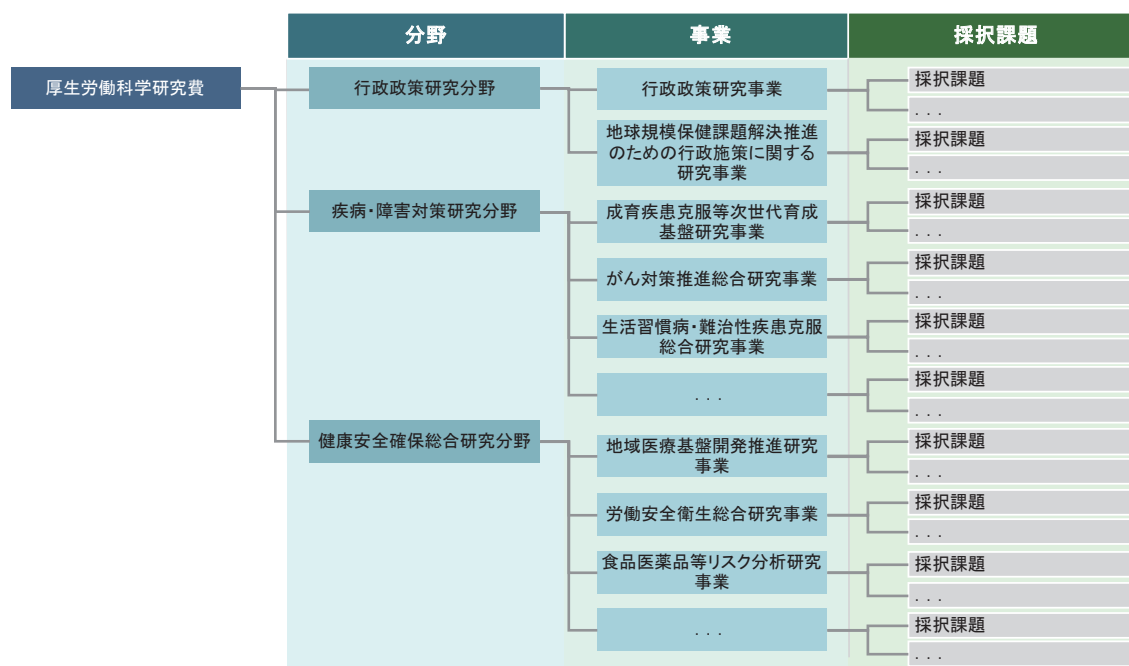 分野
事業
採択課題
厚生労働科学研究費
行政政策研究分野
行政政策研究事業
採択課題
...
地球規模保健課題解決推進
のための行政施策に関する
研究事業
採択課題
...
疾病・障害対策研究分野
成育疾患克服等次世代育成
基盤研究事業
採択課題
...
がん対策推進総合研究事業
採択課題
...
生活習慣病・難治性疾患克服
総合研究事業
採択課題
...
...
採択課題
...
健康安全確保総合研究分野
地域医療基盤開発推進研究
事業
採択課題
...
労働安全衛生総合研究事業
採択課題
...
食品医薬品等リスク分析研究
事業
採択課題
...
...
採択課題
...